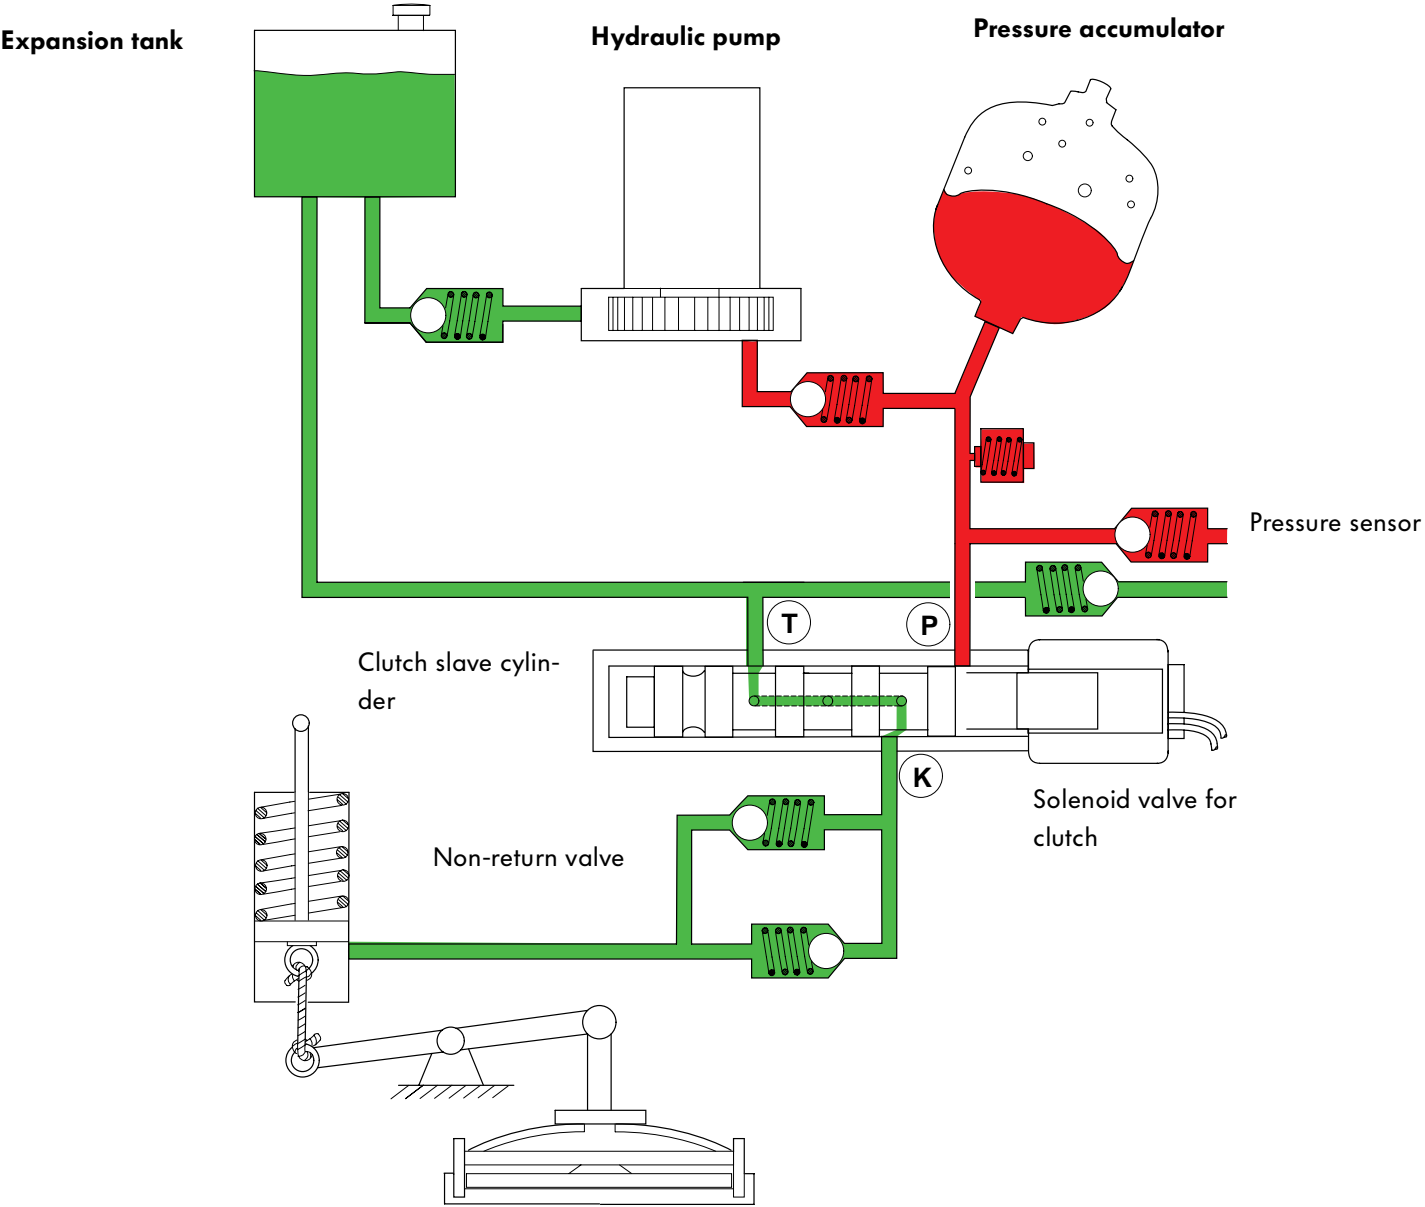 Expansion tank
Hydraulic pump
Pressure accumulator
Pressure sensor
T
P
Clutch slave cylin-
der
K
Solenoid valve for
clutch
Non-return valve